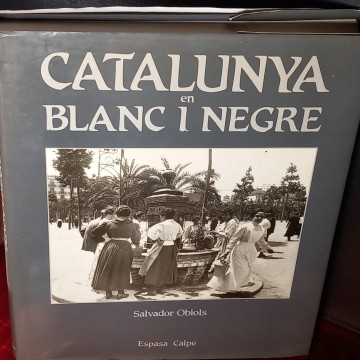 CATALUNYA
en
BLANC I NEGRE
Salvador Obiols
Espasa Calpe